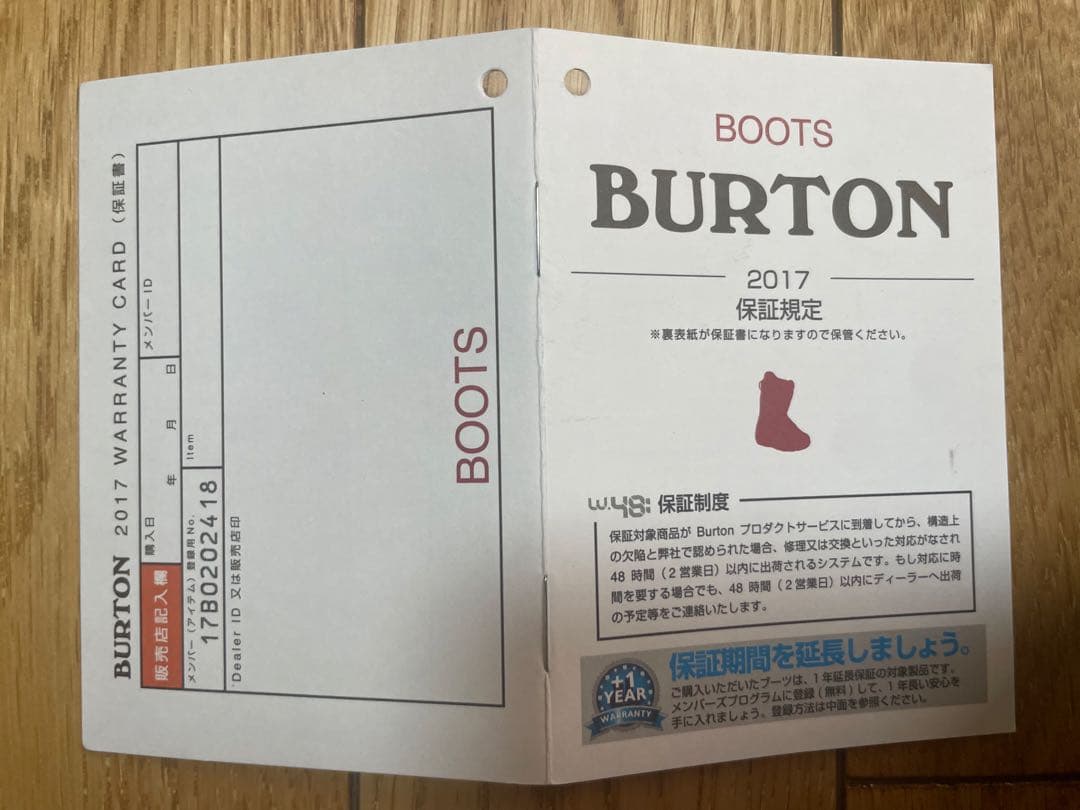 BOOTS
BURTON
2017
保証規定
※裏表紙が保証書になりますので保管ください。
w.48: 保証制度
保証対象商品が Burton プロダクトサービスに到着してから、構造上
の欠陥と弊社で認められた場合、修理又は交換といった対応がなされ
48 時間(2営業日)以内に出荷されるシステムです。もし対応に時
間を要する場合でも、48 時間(2営業日)以内にディーラーへ出荷
の予定等をご連絡いたします。
+1
YEAR
WARRANTY
保証期間を延長しましょう。
ご購入いただいたブーツは、1年延長保証の対象製品です。
メンバーズプログラムに登録(無料)して、1年長い安心を
手に入れましょう。登録方法は中面を参照ください。
BURTON 2017 WARRANTY CARD(保証書)
販売店記入欄
購入日 年 月 日
メンバーID
メンバー(アイテム)登録用No.
17B0202418
Item
*Dealer ID 又は販売店印
BOOTS